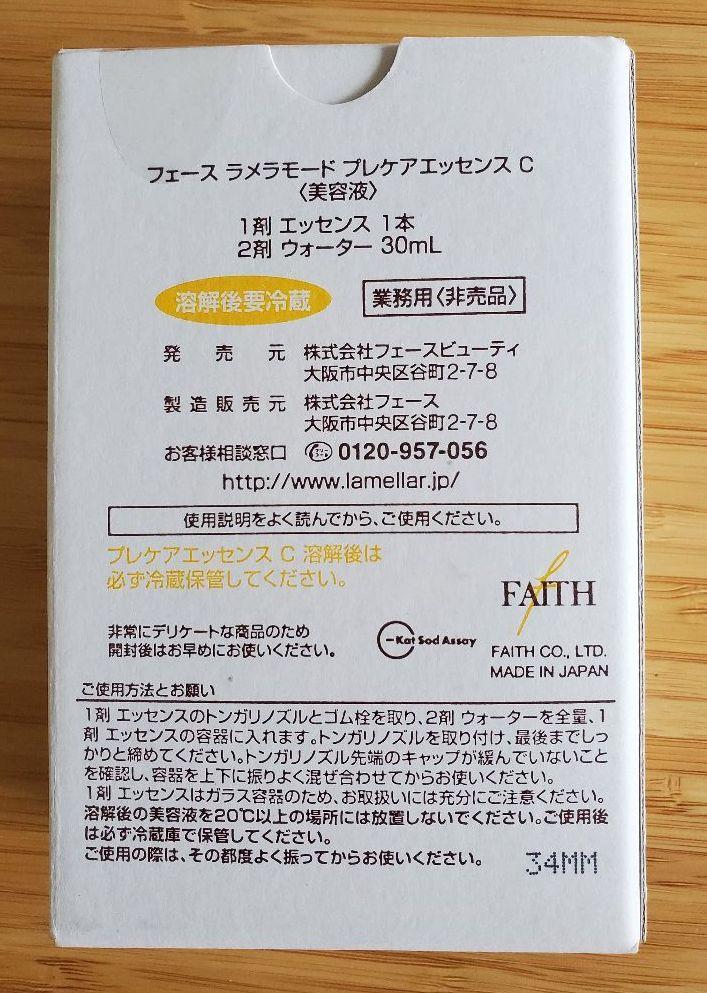 フェース ラメラモード プレケアエッセンス C
〈美容液〉
1剤 エッセンス 1本
2剤 ウォーター 30mL
溶解後要冷蔵
業務用〈非売品〉
発売元 株式会社フェースビューティ
大阪市中央区谷町2-7-8
製造販売元 株式会社フェース
大阪市中央区谷町2-7-8
お客様相談窓口 0120-957-056
http://www.lamellar.jp/
使用説明をよく読んでから、ご使用ください。
プレケアエッセンス C 溶解後は
必ず冷蔵保管してください。
非常にデリケートな商品のため
開封後はお早めにお使いください。
-Kat Sod Assay
f
FAITH
FAITH CO., LTD.
MADE IN JAPAN
ご使用方法とお願い
1剤 エッセンスのトンガリノズルとゴム栓を取り、2剤 ウォーターを全量、1
剤 エッセンスの容器に入れます。トンガリノズルを取り付け、最後までしっ
かりと締めてください。トンガリノズル先端のキャップが緩んでいないこと
を確認し、容器を上下に振りよく混ぜ合わせてからお使いください。
1剤 エッセンスはガラス容器のため、お取扱いには充分にご注意ください。
溶解後の美容液を20℃以上の場所には放置しないでください。ご使用後
は必ず冷蔵庫で保管してください。
ご使用の際は、その都度よく振ってからお使いください。
34MM